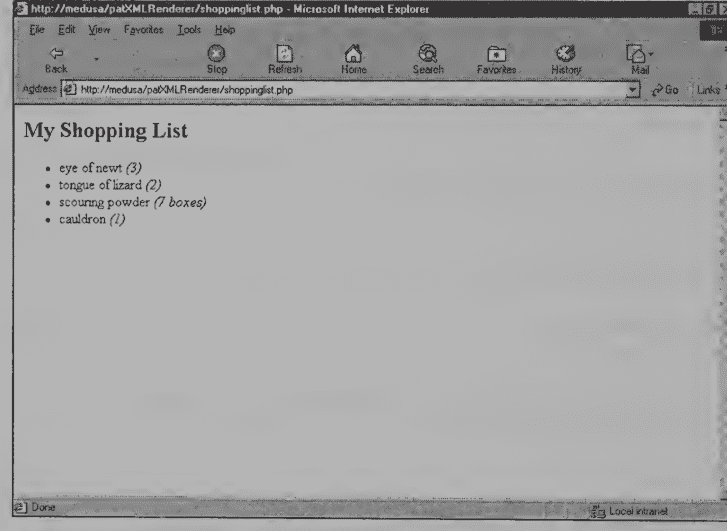 http://medusa/patXMLRenderer/shoppinglist.php - Microsoft Internet Explorer
File Edit View Favorites Tools Help
Back Stop Refresh Home Search Favorites History Mail
Address http://medusa/patXMLRenderer/shoppinglist.php Go Links
My Shopping List
• eye of newt (3)
• tongue of lizard (2)
• scouring powder (7 boxes)
• cauldron (1)
Done Local intranet